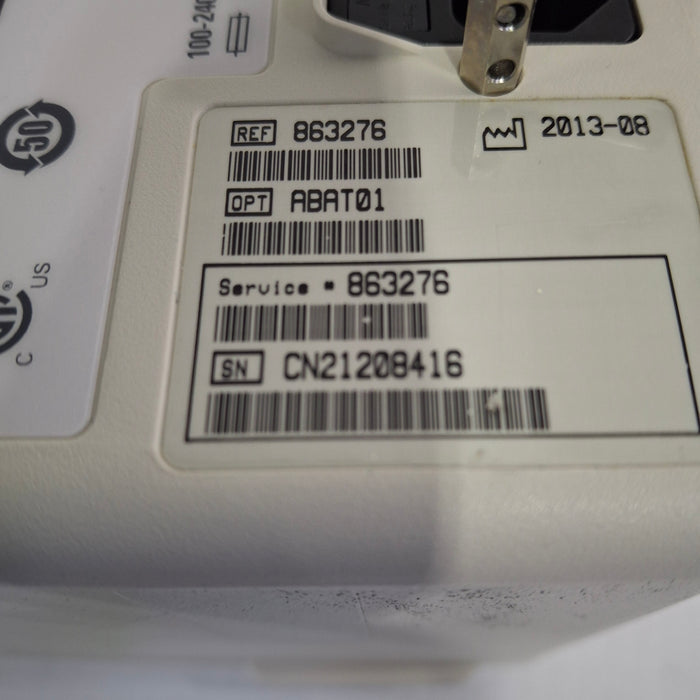 100-240
50
C US
REF 863276
2013-08
OPT ABAT01
Service # 863276
SN CN21208416